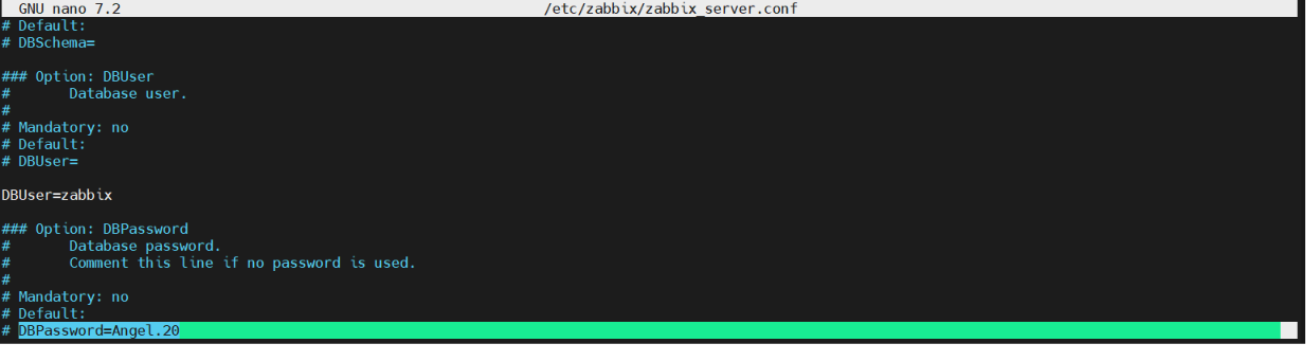 GNU nano 7.2 /etc/zabbix/zabbix_server.conf
# Default:
# DBSchema=
### Option: DBUser
# Database user.
#
# Mandatory: no
# Default:
# DBUser=
DBUser=zabbix
### Option: DBPassword
# Database password.
# Comment this line if no password is used.
#
# Mandatory: no
# Default:
# DBPassword=Angel.20